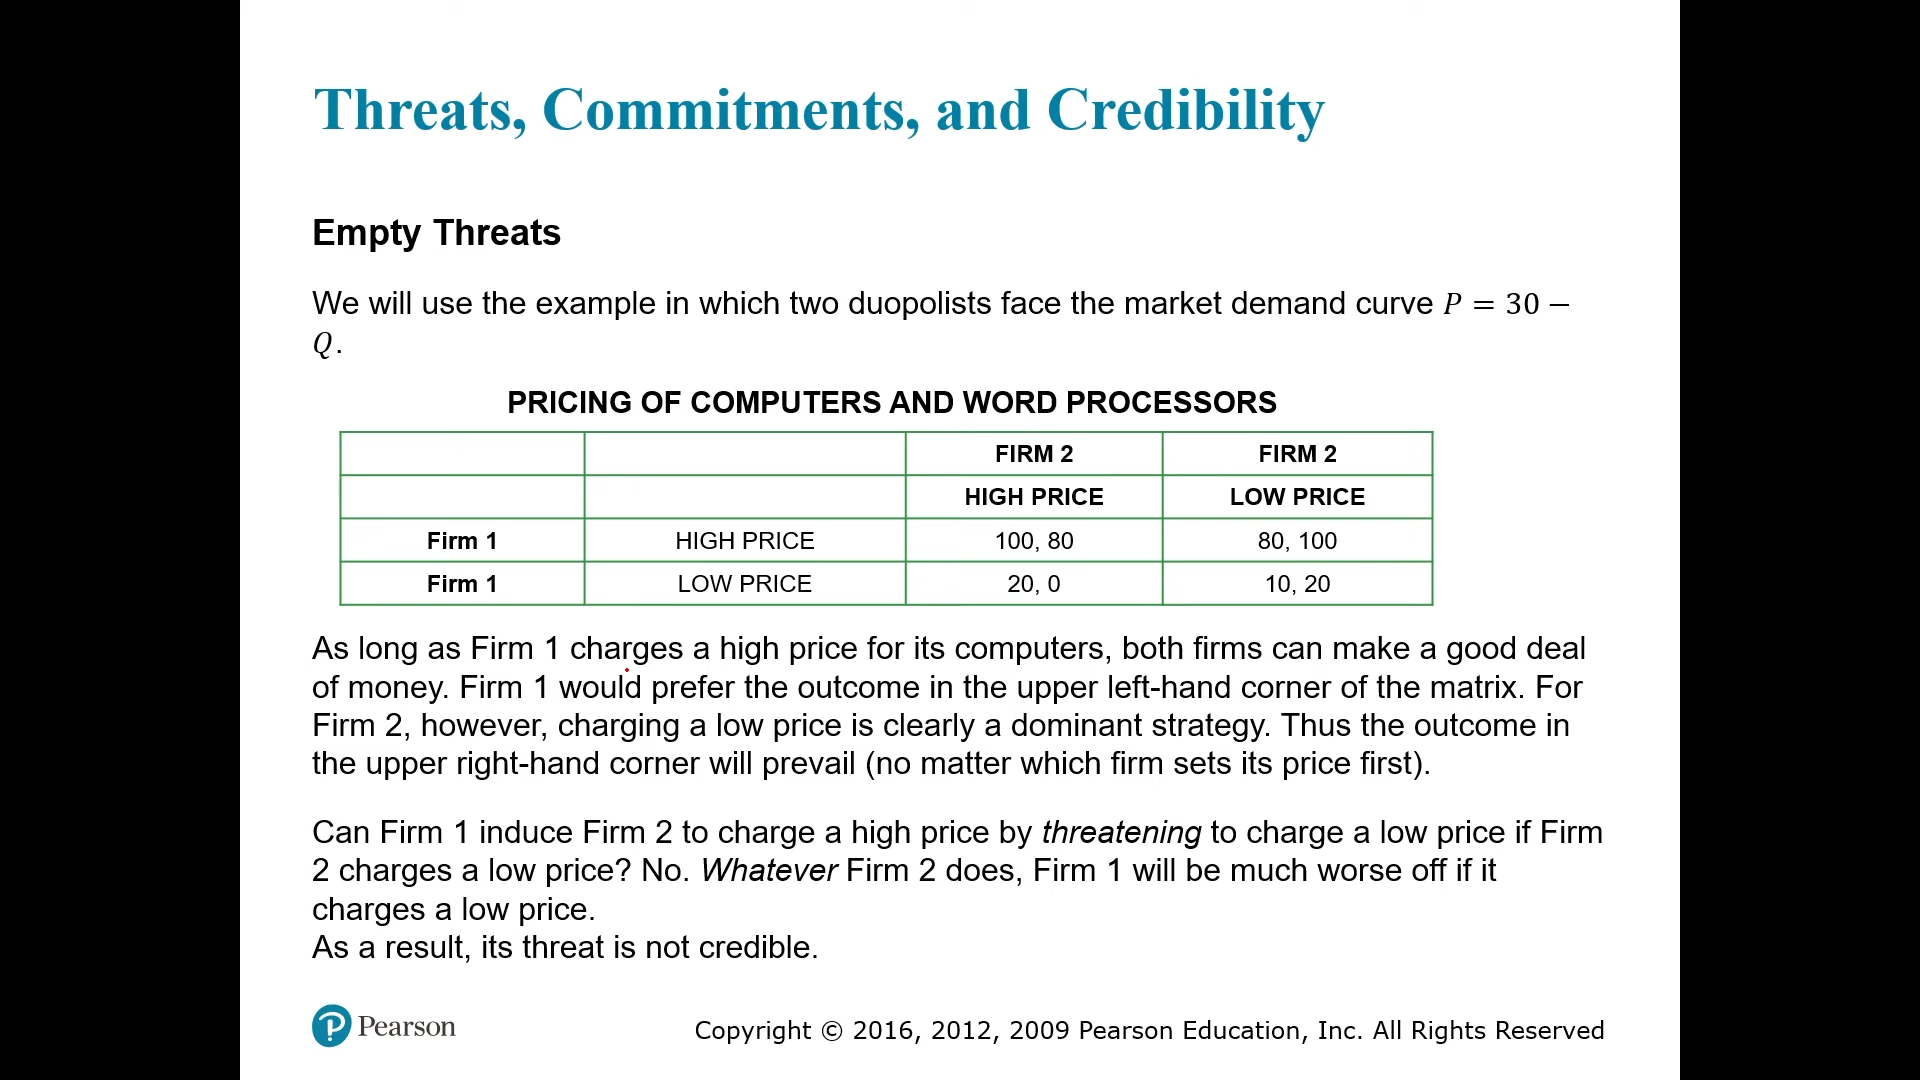 Threats, Commitments, and Credibility
Empty Threats
We will use the example in which two duopolists face the market demand curve P = 30 −
Q.
PRICING OF COMPUTERS AND WORD PROCESSORS
FIRM 2 FIRM 2
HIGH PRICE LOW PRICE
Firm 1 HIGH PRICE 100, 80 80, 100
Firm 1 LOW PRICE 20, 0 10, 20
As long as Firm 1 charges a high price for its computers, both firms can make a good deal
of money. Firm 1 would prefer the outcome in the upper left-hand corner of the matrix. For
Firm 2, however, charging a low price is clearly a dominant strategy. Thus the outcome in
the upper right-hand corner will prevail (no matter which firm sets its price first).
Can Firm 1 induce Firm 2 to charge a high price by threatening to charge a low price if Firm
2 charges a low price? No. Whatever Firm 2 does, Firm 1 will be much worse off if it
charges a low price.
As a result, its threat is not credible.
Pearson Copyright © 2016, 2012, 2009 Pearson Education, Inc. All Rights Reserved